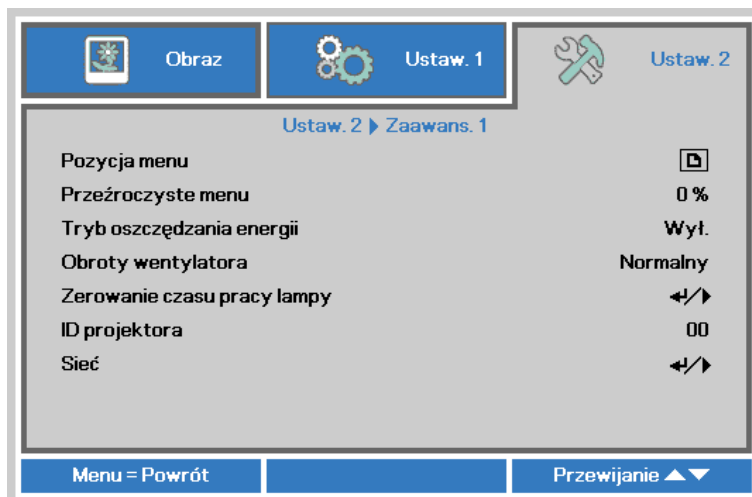 Obraz
Ustaw. 1
Ustaw. 2
Ustaw. 2 Zaawans. 1
Pozycja menu
Przeźroczyste menu 0 %
Tryb oszczędzania energii Wył.
Obroty wentylatora Normalny
Zerowanie czasu pracy lampy
ID projektora 00
Sieć
Menu = Powrót Przewijanie